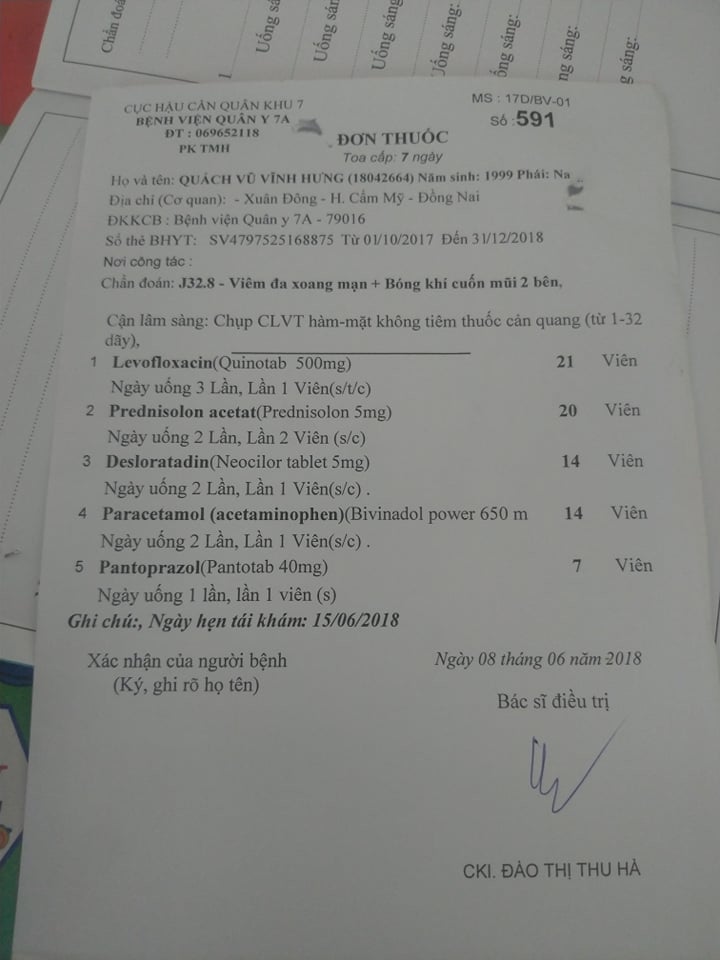 Chẩn đoá
Uống sáng
Uống sáng:
Uống sáng:
Uống sáng:
ống sáng:
ng sáng:
g sáng:
1
CỤC HẬU CẦN QUÂN KHU 7
BỆNH VIỆN QUÂN Y 7A
ĐT : 069652118
PK TMH
MS : 17D/BV-01
Số :591
ĐƠN THUỐC
Toa cấp: 7 ngày
Họ và tên: QUÁCH VŨ VĨNH HƯNG (18042664) Năm sinh: 1999 Phái: Na
Địa chỉ (Cơ quan): - Xuân Đông - H. Cẩm Mỹ - Đồng Nai
ĐKKCB : Bệnh viện Quân y 7A - 79016
Số thẻ BHYT: SV4797525168875 Từ 01/10/2017 Đến 31/12/2018
Nơi công tác :
Chẩn đoán: J32.8 - Viêm đa xoang mạn + Bóng khí cuốn mũi 2 bên,
Cận lâm sàng: Chụp CLVT hàm-mặt không tiêm thuốc cản quang (từ 1-32
dãy),
1 Levofloxacin(Quinotab 500mg) 21 Viên
Ngày uống 3 Lần, Lần 1 Viên(s/t/c)
2 Prednisolon acetat(Prednisolon 5mg) 20 Viên
Ngày uống 2 Lần, Lần 2 Viên (s/c)
3 Desloratadin(Neocilor tablet 5mg) 14 Viên
Ngày uống 2 Lần, Lần 1 Viên(s/c) .
4 Paracetamol (acetaminophen)(Bivinadol power 650 m 14 Viên
Ngày uống 2 Lần, Lần 1 Viên(s/c) .
5 Pantoprazol(Pantotab 40mg) 7 Viên
Ngày uống 1 lần, lần 1 viên (s)
Ghi chú:, Ngày hẹn tái khám: 15/06/2018
Xác nhận của người bệnh
(Ký, ghi rõ họ tên)
Ngày 08 tháng 06 năm 2018
Bác sĩ điều trị
CKI. ĐÀO THỊ THU HÀ